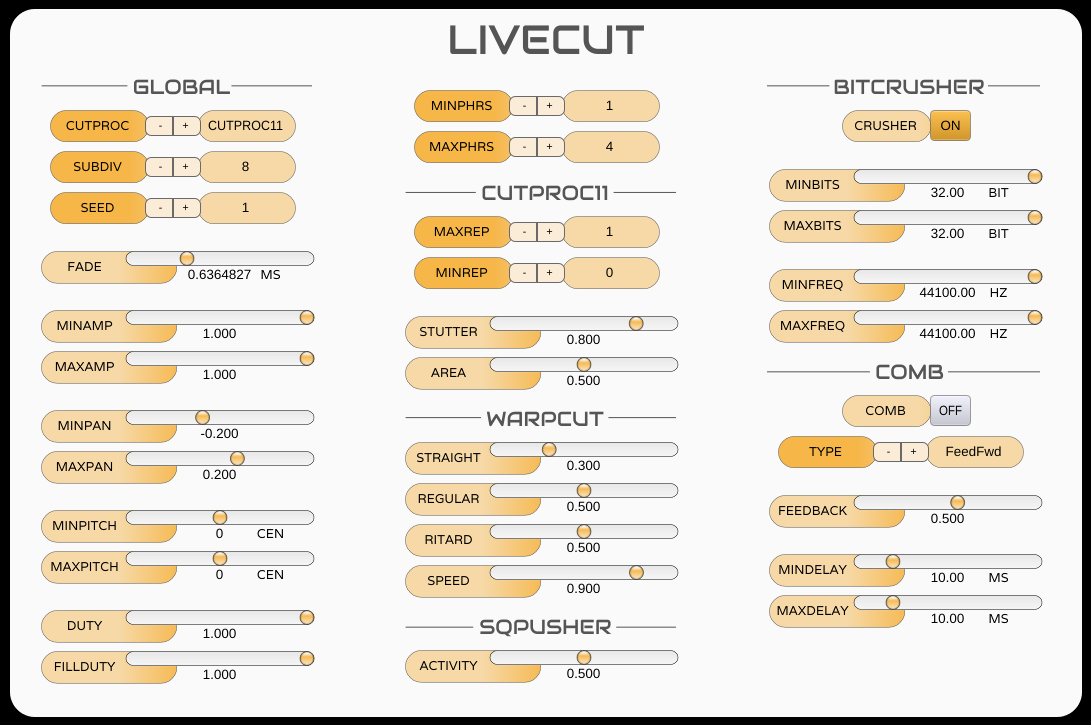 LIVECUT
GLOBAL
CUTPROC - + CUTPROC11
SUBDIV - + 8
SEED - + 1
FADE
0.6364827 MS
MINAMP
1.000
MAXAMP
1.000
MINPAN
-0.200
MAXPAN
0.200
MINPITCH
0 CEN
MAXPITCH
0 CEN
DUTY
1.000
FILLDUTY
1.000
MINPHRS - + 1
MAXPHRS - + 4
CUTPROC11
MAXREP - + 1
MINREP - + 0
STUTTER
0.800
AREA
0.500
WARPCUT
STRAIGHT
0.300
REGULAR
0.500
RITARD
0.500
SPEED
0.900
SQPUSHER
ACTIVITY
0.500
BITCRUSHER
CRUSHER ON
MINBITS
32.00 BIT
MAXBITS
32.00 BIT
MINFREQ
44100.00 HZ
MAXFREQ
44100.00 HZ
COMB
COMB OFF
TYPE - + FeedFwd
FEEDBACK
0.500
MINDELAY
10.00 MS
MAXDELAY
10.00 MS